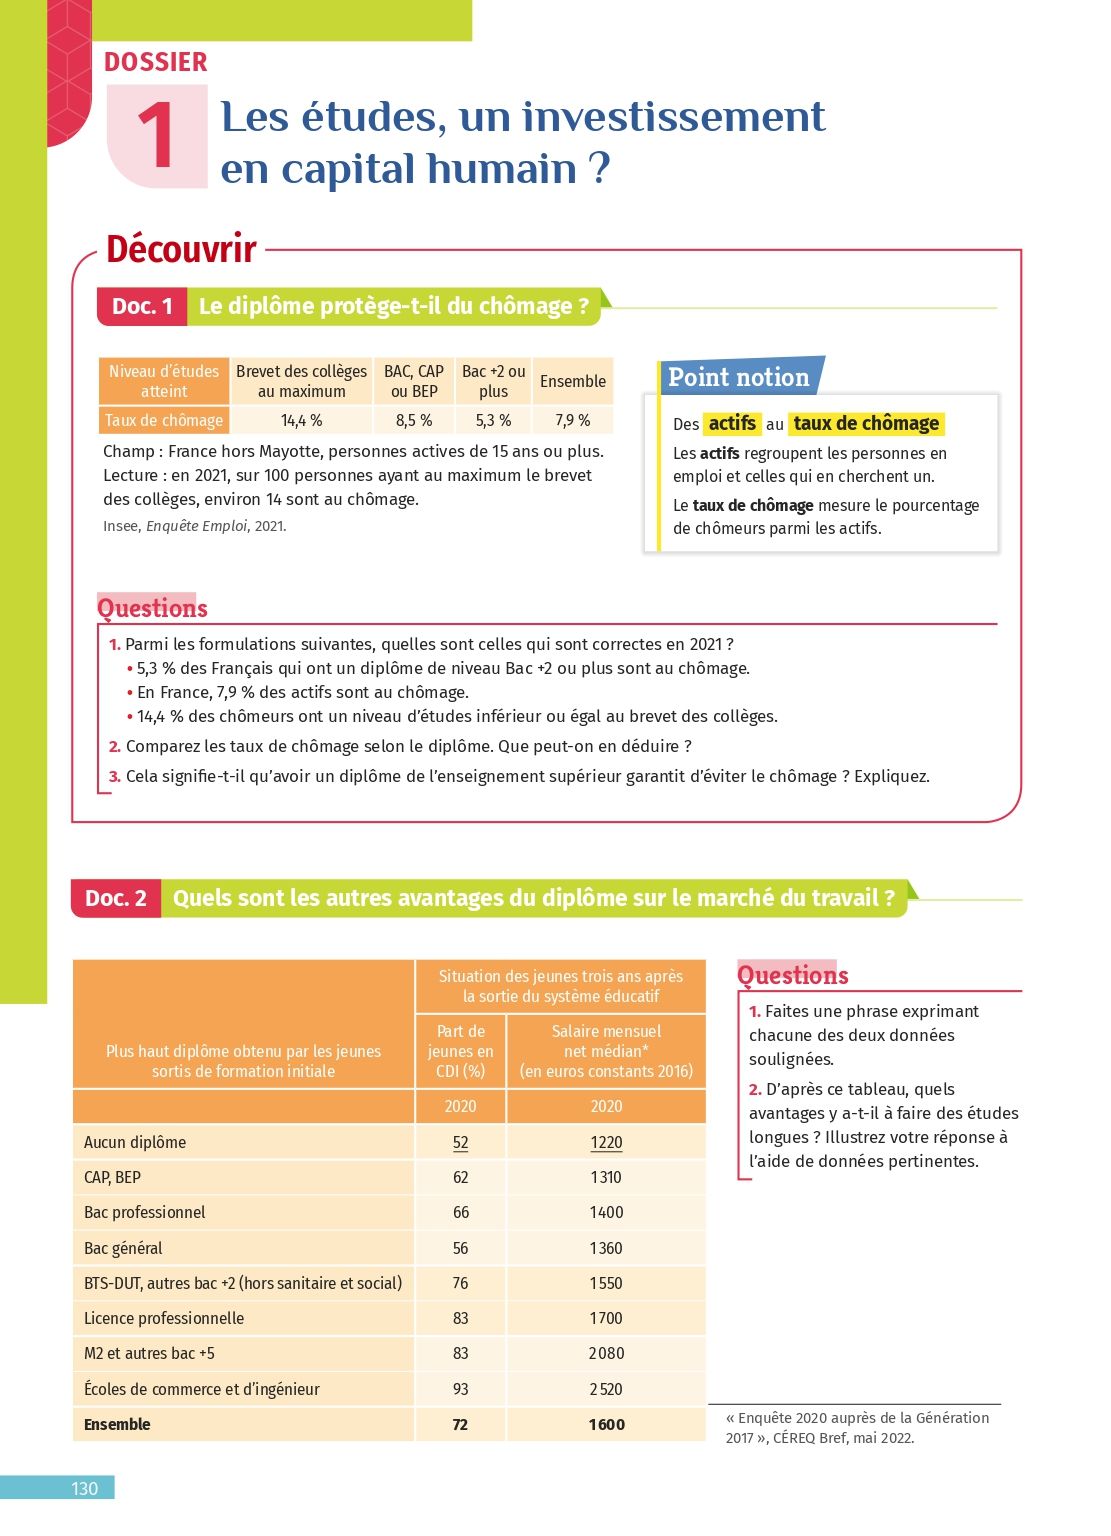 DOSSIER
1
Les études, un investissement
en capital humain ?
Découvrir
Doc. 1 Le diplôme protège-t-il du chômage ?
Niveau d'études atteint | Brevet des collèges au maximum | BAC, CAP ou BEP | Bac +2 ou plus | Ensemble
Taux de chômage | 14,4 % | 8,5 % | 5,3 % | 7,9 %
Champ : France hors Mayotte, personnes actives de 15 ans ou plus.
Lecture : en 2021, sur 100 personnes ayant au maximum le brevet
des collèges, environ 14 sont au chômage.
Insee, Enquête Emploi, 2021.
Point notion
Des actifs au taux de chômage
Les actifs regroupent les personnes en
emploi et celles qui en cherchent un.
Le taux de chômage mesure le pourcentage
de chômeurs parmi les actifs.
Questions
1. Parmi les formulations suivantes, quelles sont celles qui sont correctes en 2021 ?
• 5,3 % des Français qui ont un diplôme de niveau Bac +2 ou plus sont au chômage.
• En France, 7,9 % des actifs sont au chômage.
• 14,4 % des chômeurs ont un niveau d'études inférieur ou égal au brevet des collèges.
2. Comparez les taux de chômage selon le diplôme. Que peut-on en déduire ?
3. Cela signifie-t-il qu'avoir un diplôme de l'enseignement supérieur garantit d'éviter le chômage ? Expliquez.
Doc. 2 Quels sont les autres avantages du diplôme sur le marché du travail ?
Plus haut diplôme obtenu par les jeunes
sortis de formation initiale
Situation des jeunes trois ans après
la sortie du système éducatif
Part de
jeunes en
CDI (%)
Salaire mensuel
net médian*
(en euros constants 2016)
2020 | 2020
Aucun diplôme | 52 | 1220
CAP, BEP | 62 | 1310
Bac professionnel | 66 | 1400
Bac général | 56 | 1360
BTS-DUT, autres bac +2 (hors sanitaire et social) | 76 | 1550
Licence professionnelle | 83 | 1700
M2 et autres bac +5 | 83 | 2080
Écoles de commerce et d'ingénieur | 93 | 2520
Ensemble | 72 | 1600
Questions
1. Faites une phrase exprimant
chacune des deux données
soulignées.
2. D'après ce tableau, quels
avantages y a-t-il à faire des études
longues ? Illustrez votre réponse à
l'aide de données pertinentes.
« Enquête 2020 auprès de la Génération
2017 », CÉREQ Bref, mai 2022.
130